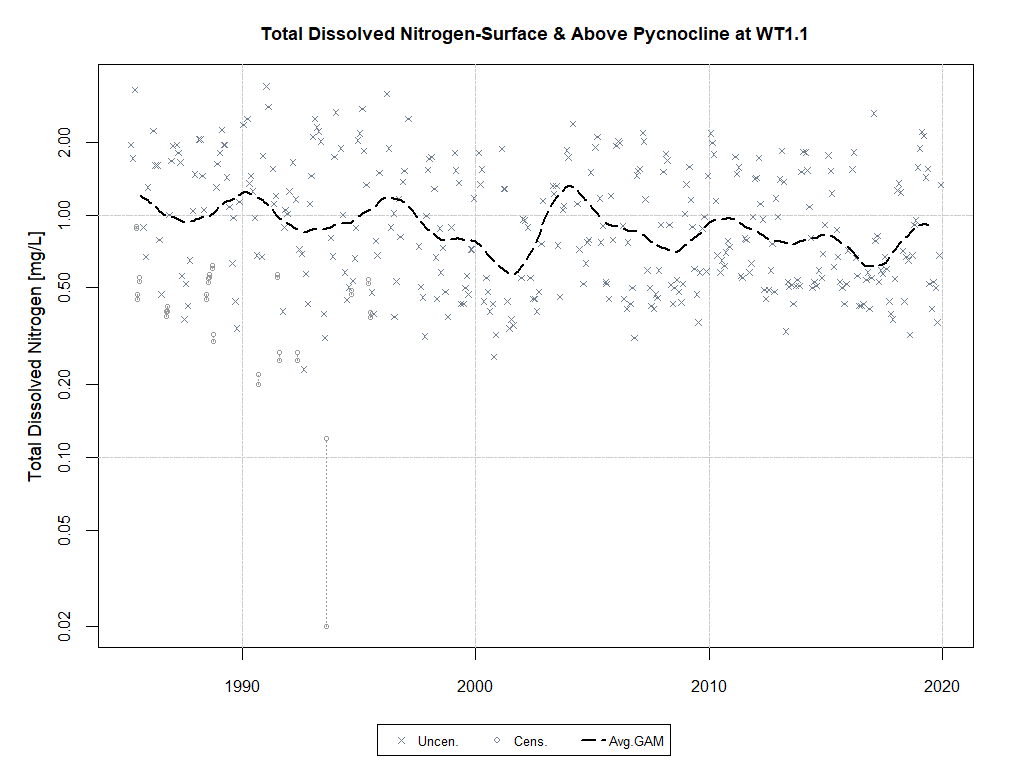 Total Dissolved Nitrogen-Surface & Above Pycnocline at WT1.1
Total Dissolved Nitrogen [mg/L]
2.00
1.00
0.50
0.20
0.10
0.05
0.02
1990 2000 2010 2020
Uncen. Cens. Avg.GAM